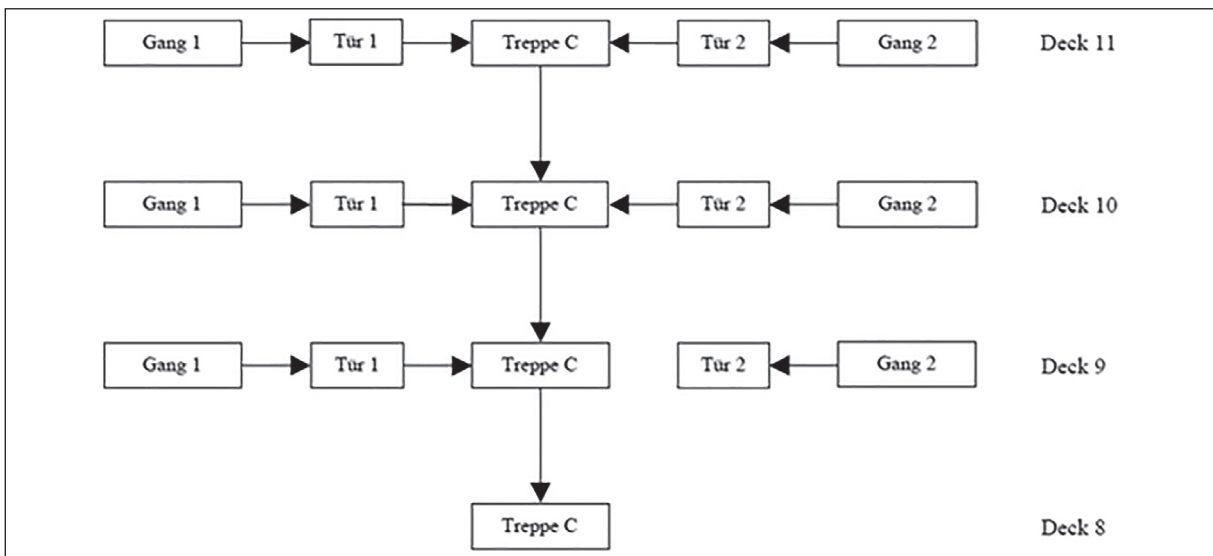 Gang 1 Tür 1 Treppe C Tür 2 Gang 2 Deck 11
Gang 1 Tür 1 Treppe C Tür 2 Gang 2 Deck 10
Gang 1 Tür 1 Treppe C Tür 2 Gang 2 Deck 9
Treppe C Deck 8